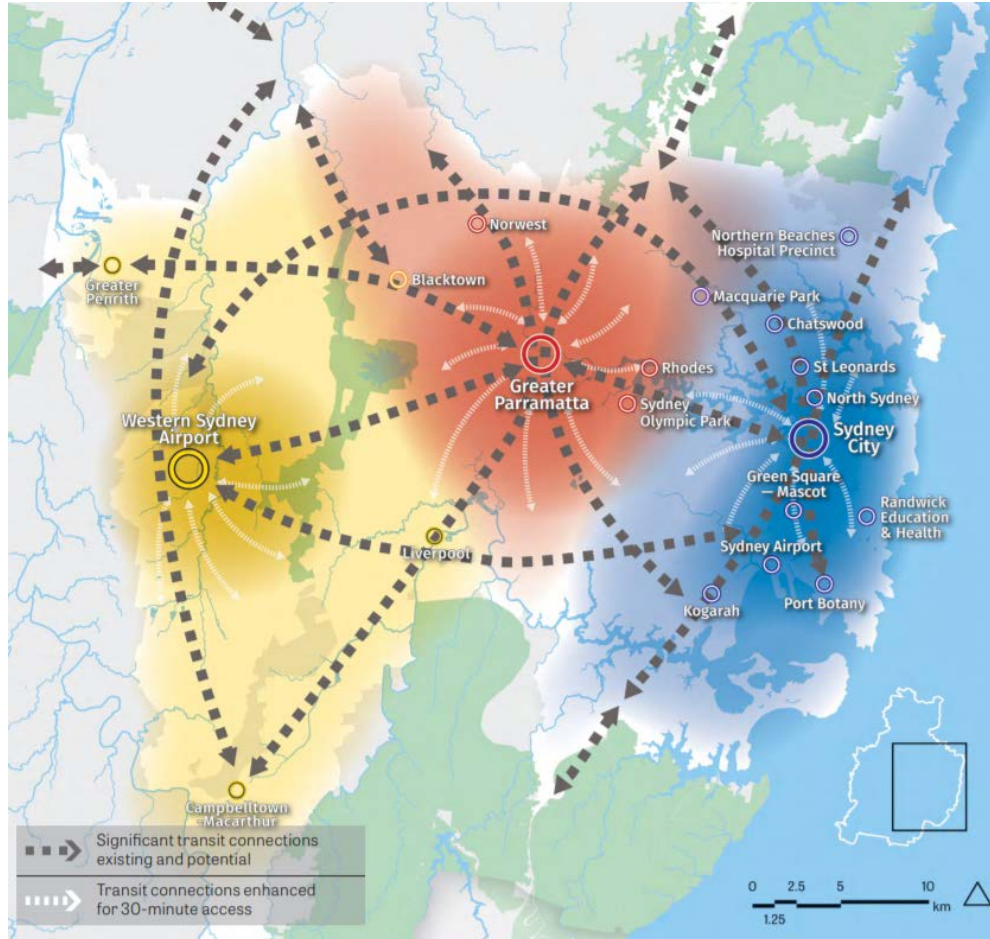 Norwest
Northern Beaches
Hospital Precinct
Greater
Penrith
Blacktown
Macquarie Park
Chatswood
Greater
Parramatta
Rhodes
St Leonards
Sydney
Olympic Park
North Sydney
Western Sydney
Airport
Sydney
City
Green Square
— Mascot
Randwick
Education
& Health
Liverpool
Sydney Airport
Kogarah
Port Botany
Campbelltown
-Macarthur
Significant transit connections
existing and potential
Transit connections enhanced
for 30-minute access
0 2.5 5 10
1.25
km